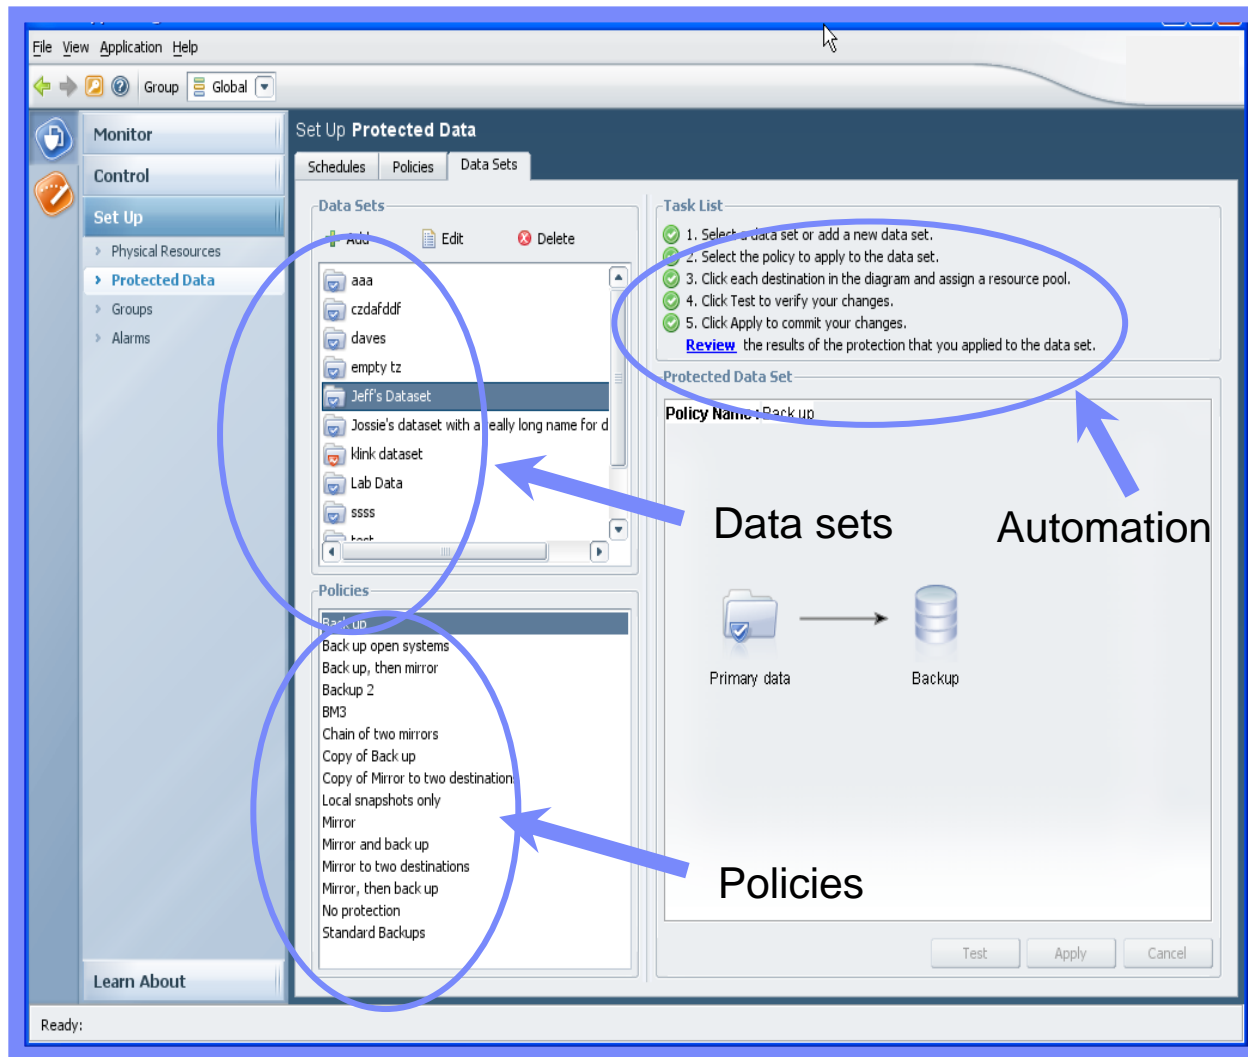 File View Application Help
Group Global
Monitor
Control
Set Up
Physical Resources
Protected Data
Groups
Alarms
Learn About
Set Up Protected Data
Schedules Policies Data Sets
Data Sets
Add Edit Delete
aaa
czdafddf
daves
empty tz
Jeff's Dataset
Jossie's dataset with a really long name for d
klink dataset
Lab Data
ssss
test
Policies
Back up
Back up open systems
Back up, then mirror
Backup 2
BM3
Chain of two mirrors
Copy of Back up
Copy of Mirror to two destinations
Local snapshots only
Mirror
Mirror and back up
Mirror to two destinations
Mirror, then back up
No protection
Standard Backups
Task List
1. Select a data set or add a new data set.
2. Select the policy to apply to the data set.
3. Click each destination in the diagram and assign a resource pool.
4. Click Test to verify your changes.
5. Click Apply to commit your changes.
Review the results of the protection that you applied to the data set.
Protected Data Set
Policy Name: Back up
Data sets
Automation
Primary data Backup
Policies
Test Apply Cancel
Ready: